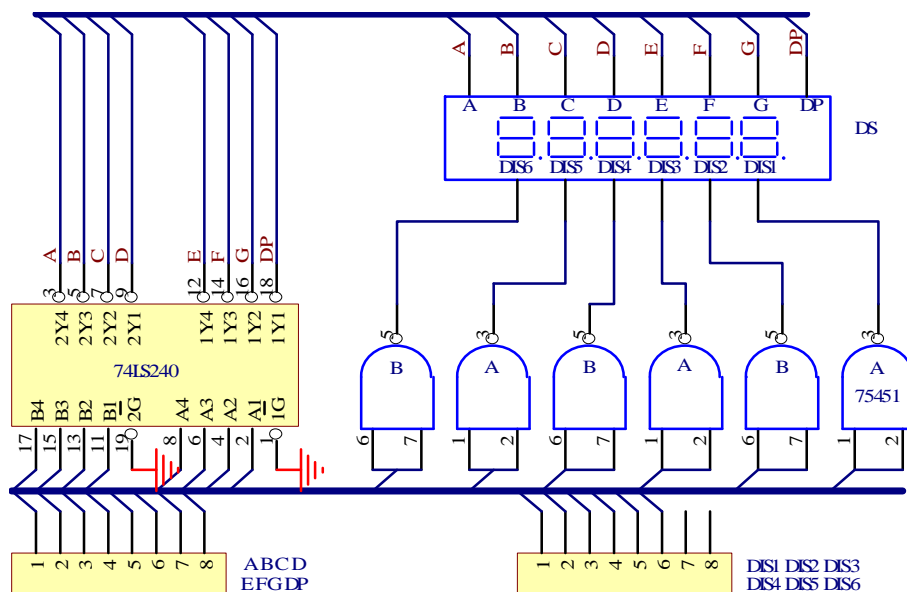 A B C D E F G DP
A B C D E F G DP
DS
DIS6 DIS5 DIS4 DIS3 DIS2 DIS1
A B C D E F G DP
3 5 7 9 12 14 16 18
2Y4 2Y3 2Y2 2Y1 1Y4 1Y3 1Y2 1Y1
74LS240
B4 B3 B2 B1 2G A4 A3 A2 A1 1G
17 15 13 11 19 8 6 4 2 1
5 3 5 3 5 3
B A B A B A
75451
6 7 1 2 6 7 1 2 6 7 1 2
1 2 3 4 5 6 7 8
A B C D
E F G DP
1 2 3 4 5 6 7 8
DIS1 DIS2 DIS3
DIS4 DIS5 DIS6